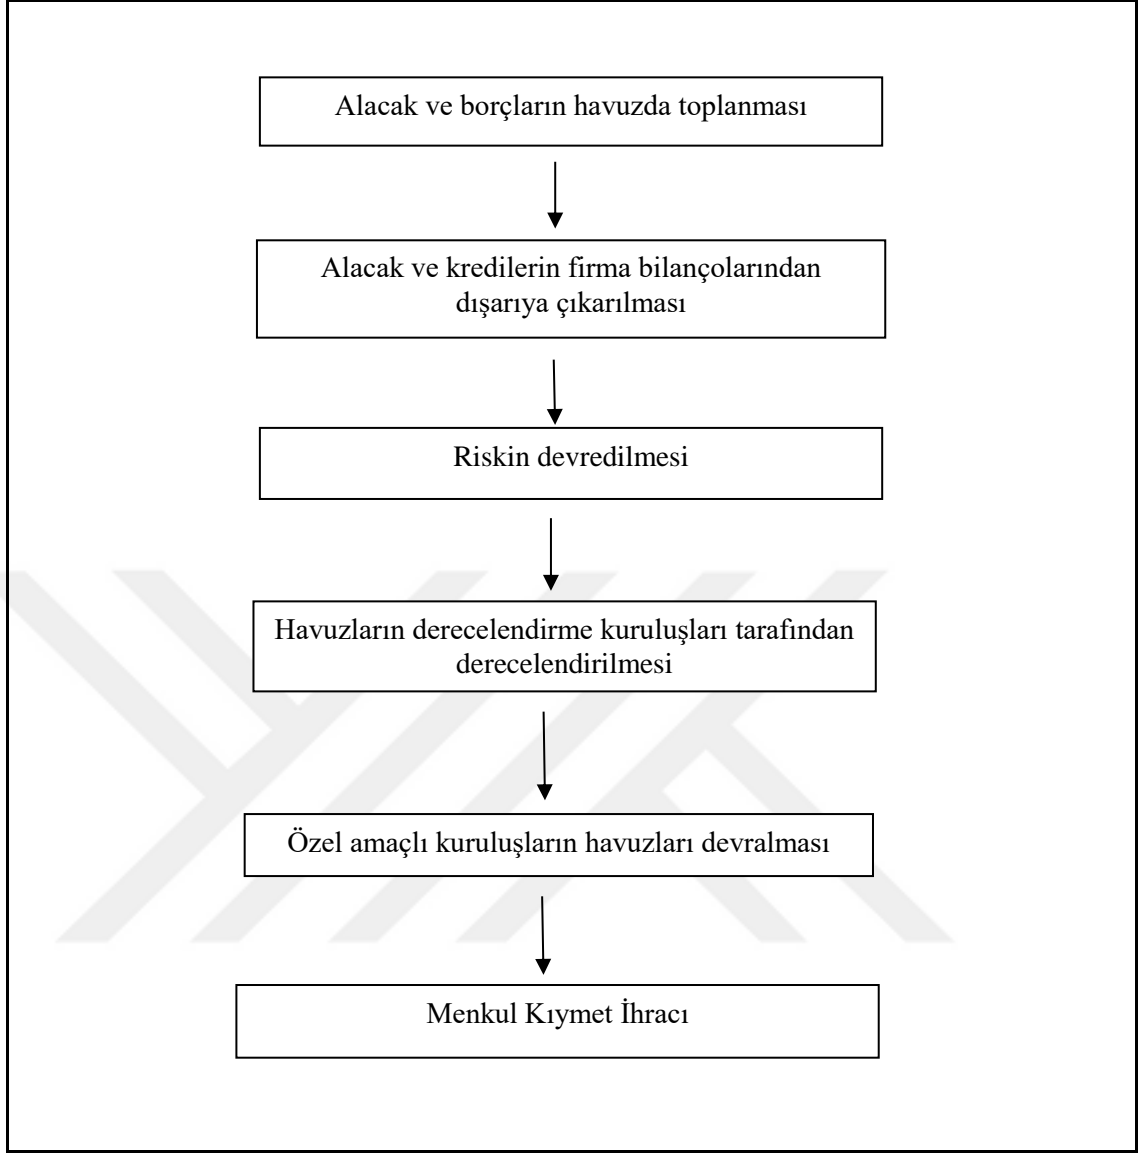 Alacak ve borçların havuzda toplanması
Alacak ve kredilerin firma bilançolarından
dışarıya çıkarılması
Riskin devredilmesi
Havuzların derecelendirme kuruluşları tarafından
derecelendirilmesi
Özel amaçlı kuruluşların havuzları devralması
Menkul Kıymet İhracı